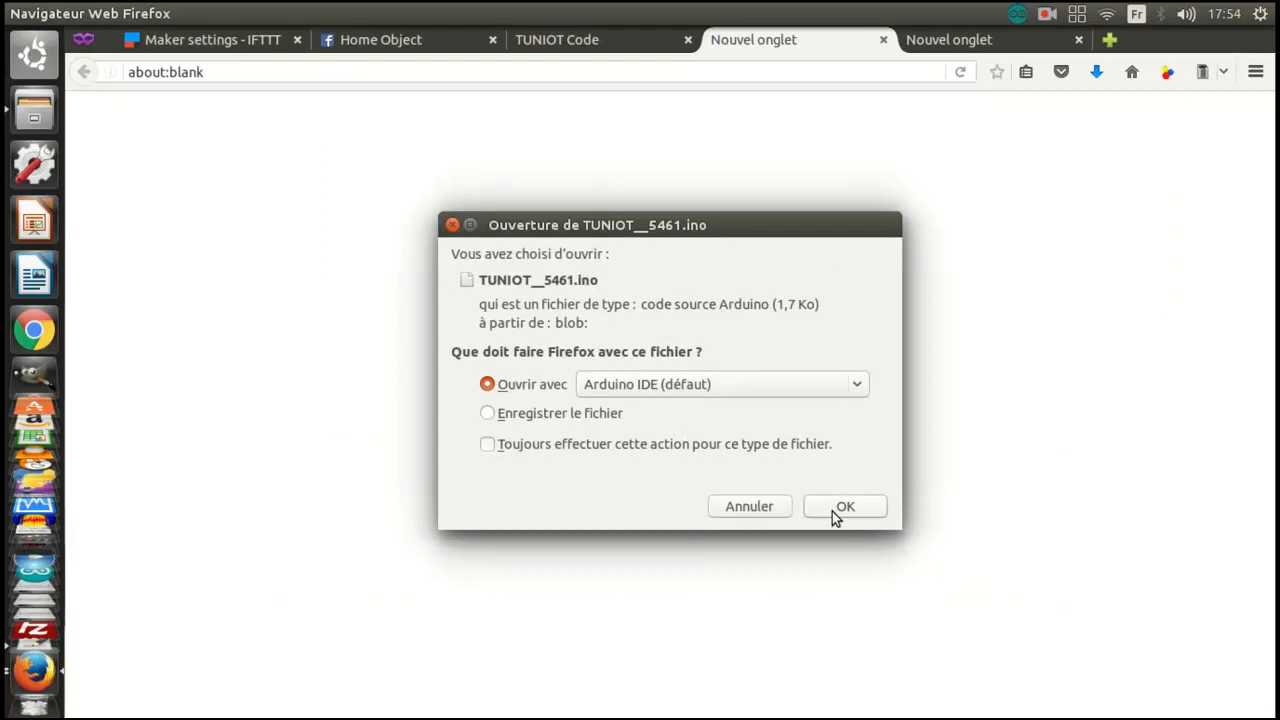 Navigateur Web Firefox
Fr
17:54
Maker settings - IFTTT
Home Object
TUNIOT Code
Nouvel onglet
Nouvel onglet
about:blank
Ouverture de TUNIOT__5461.ino
Vous avez choisi d'ouvrir :
TUNIOT__5461.ino
qui est un fichier de type : code source Arduino (1,7 Ko)
à partir de : blob:
Que doit faire Firefox avec ce fichier ?
Ouvrir avec
Arduino IDE (défaut)
Enregistrer le fichier
Toujours effectuer cette action pour ce type de fichier.
Annuler
OK